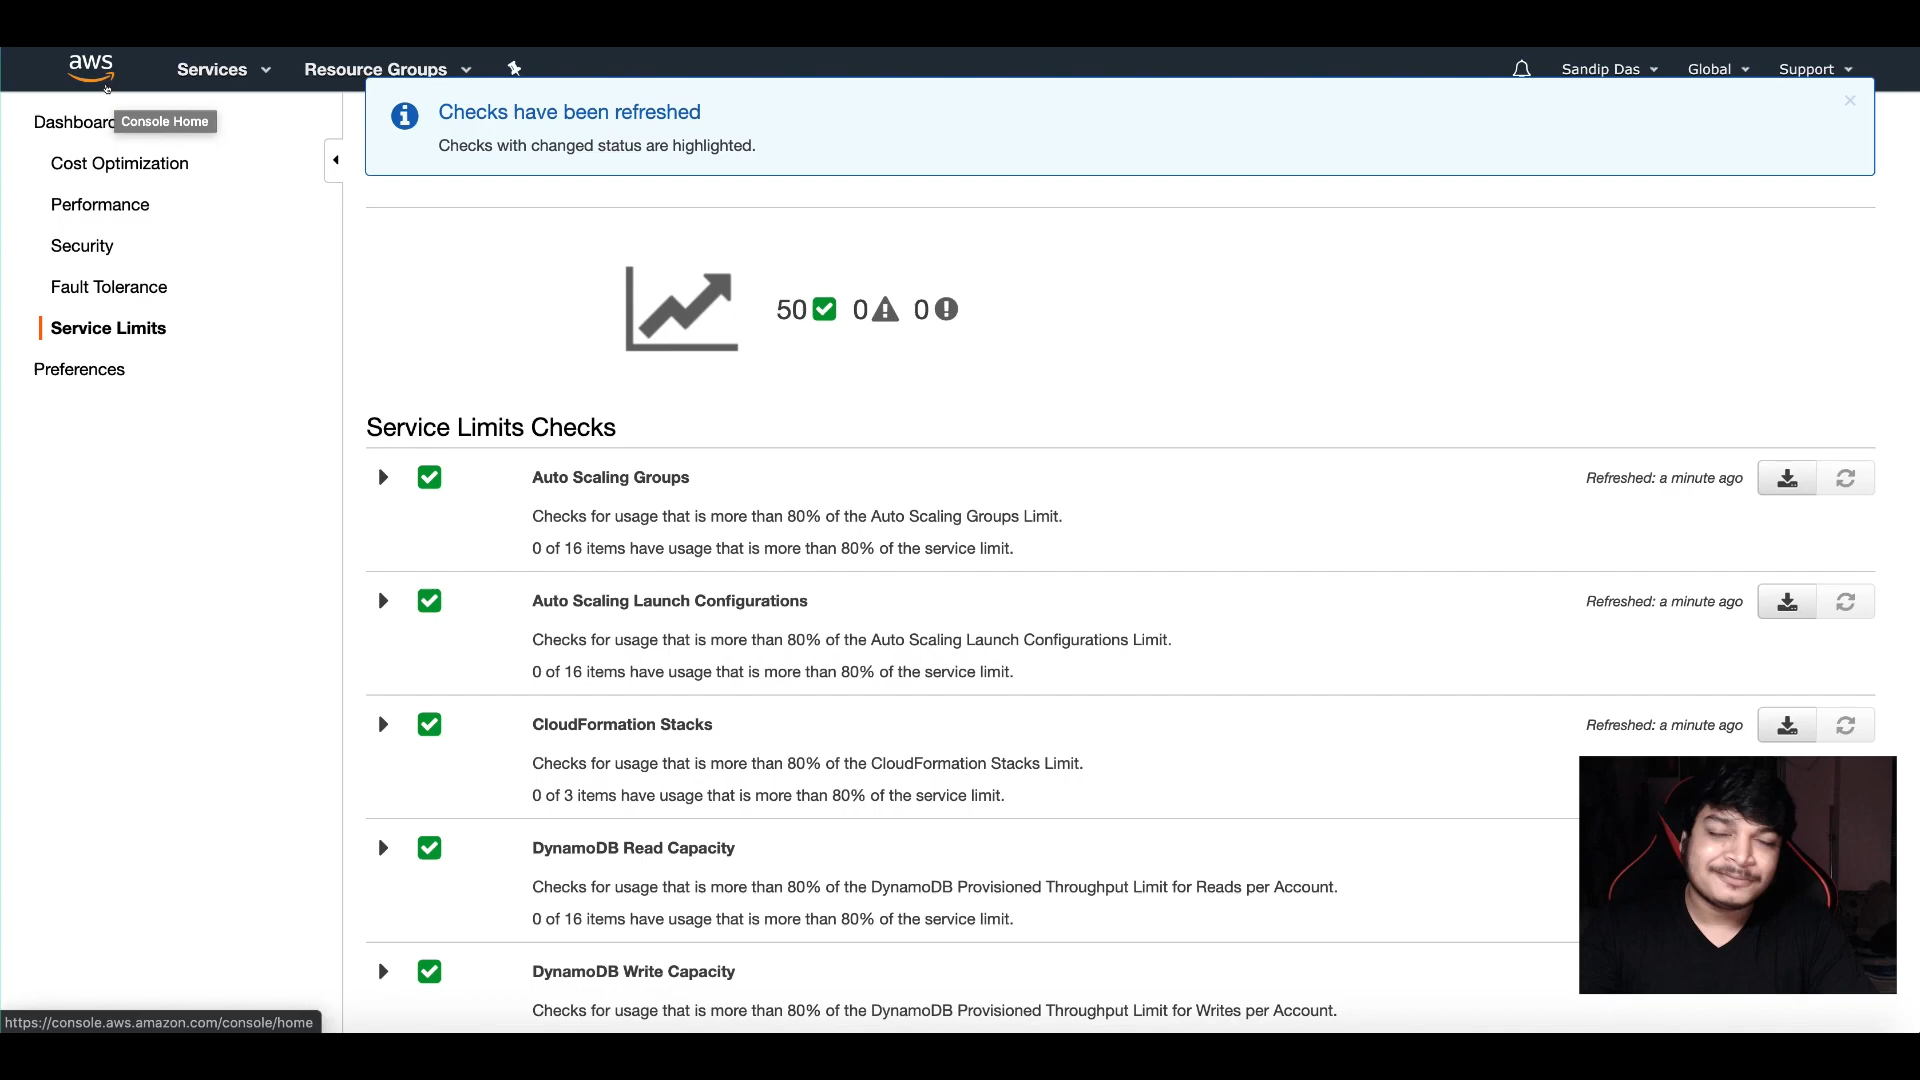 aws Services Resource Groups Sandip Das Global Support
Console Home
Cost Optimization
Performance
Security
Fault Tolerance
Service Limits
Preferences
Checks have been refreshed
Checks with changed status are highlighted.
50 0 0
Service Limits Checks
Auto Scaling Groups Refreshed: a minute ago
Checks for usage that is more than 80% of the Auto Scaling Groups Limit.
0 of 16 items have usage that is more than 80% of the service limit.
Auto Scaling Launch Configurations Refreshed: a minute ago
Checks for usage that is more than 80% of the Auto Scaling Launch Configurations Limit.
0 of 16 items have usage that is more than 80% of the service limit.
CloudFormation Stacks Refreshed: a minute ago
Checks for usage that is more than 80% of the CloudFormation Stacks Limit.
0 of 3 items have usage that is more than 80% of the service limit.
DynamoDB Read Capacity
Checks for usage that is more than 80% of the DynamoDB Provisioned Throughput Limit for Reads per Account.
0 of 16 items have usage that is more than 80% of the service limit.
DynamoDB Write Capacity
Checks for usage that is more than 80% of the DynamoDB Provisioned Throughput Limit for Writes per Account.
https://console.aws.amazon.com/console/home